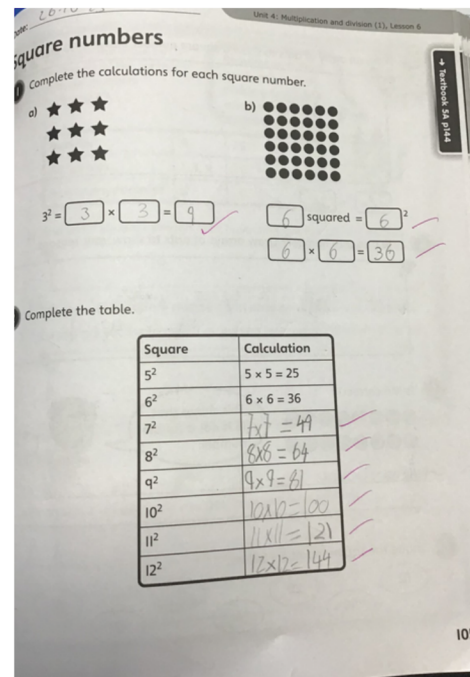 Unit 4: Multiplication and division (1), Lesson 6
Square numbers
→ Textbook 5A p144
Complete the calculations for each square number.
a)
b)
3² = 3 × 3 = 9
6 squared = 6²
6 × 6 = 36
Complete the table.
Square Calculation
5² 5 × 5 = 25
6² 6 × 6 = 36
7² 7x7 = 49
8² 8x8 = 64
9² 9x9=81
10² 10x10=100
11² 11x11=121
12² 12x12=144